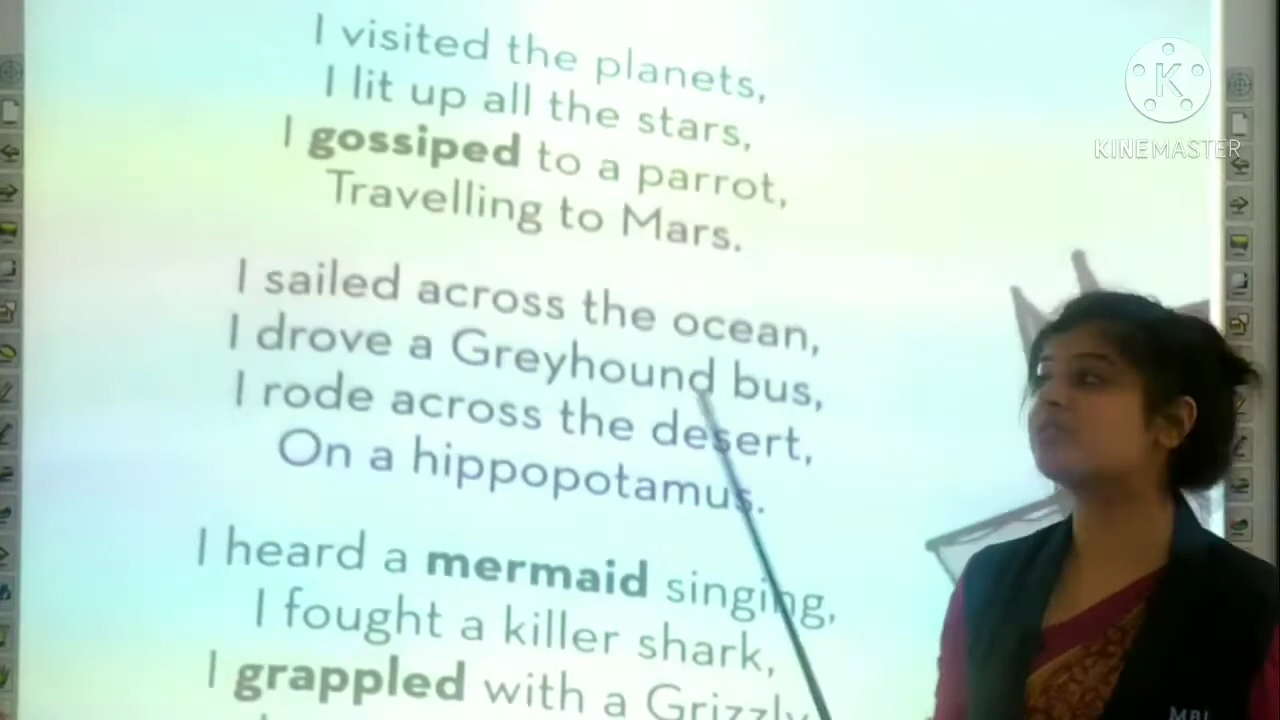 I visited the planets,
I lit up all the stars,
I gossiped to a parrot,
Travelling to Mars.
I sailed across the ocean,
I drove a Greyhound bus,
I rode across the desert,
On a hippopotamus.
I heard a mermaid singing,
I fought a killer shark,
I grappled with a Grizzly
K
KINEMASTER